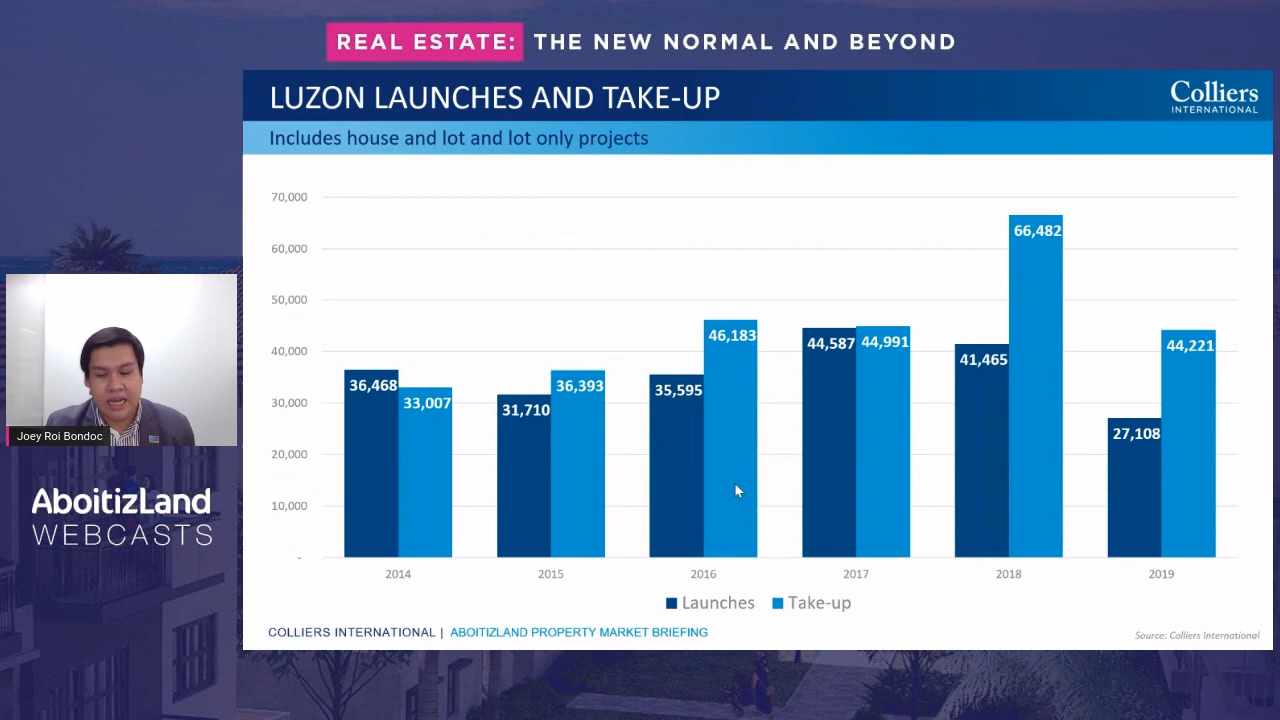 REAL ESTATE: THE NEW NORMAL AND BEYOND
LUZON LAUNCHES AND TAKE-UP
Colliers
INTERNATIONAL
Includes house and lot and lot only projects
70,000
60,000
50,000
40,000
30,000
20,000
10,000
-
36,468
33,007
31,710
36,393
35,595
46,183
44,587
44,991
41,465
66,482
27,108
44,221
2014
2015
2016
2017
2018
2019
Launches
Take-up
COLLIERS INTERNATIONAL | ABOITIZLAND PROPERTY MARKET BRIEFING
Source: Colliers International
Joey Roi Bondoc
AboitizLand
WEBCASTS